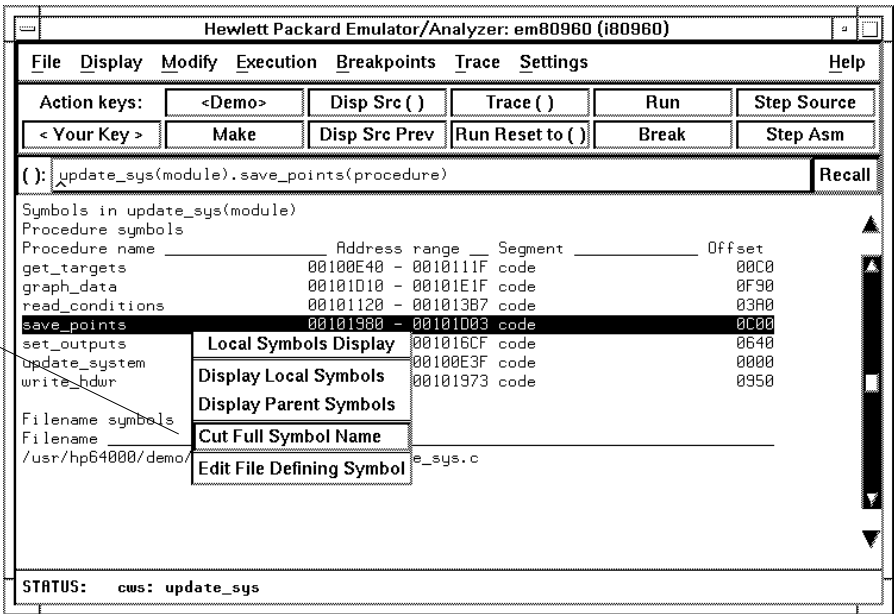 Hewlett Packard Emulator/Analyzer: em80960 (i80960)
File Display Modify Execution Breakpoints Trace Settings Help
Action keys: <Demo> Disp Src ( ) Trace ( ) Run Step Source
< Your Key > Make Disp Src Prev Run Reset to ( ) Break Step Asm
( ): update_sys(module).save_points(procedure) Recall
Symbols in update_sys(module)
Procedure symbols
Procedure name ____________________ Address range __ Segment ______________ Offset
get_targets 00100E40 - 0010111F code 00C0
graph_data 00101D10 - 00101E1F code 0F90
read_conditions 00101120 - 001013B7 code 03A0
save_points 00101980 - 00101D03 code 0C00
set_outputs 001016CF code 0640
update_system 00100E3F code 0000
write_hdwr 00101973 code 0950
Local Symbols Display
Display Local Symbols
Display Parent Symbols
Cut Full Symbol Name
Edit File Defining Symbol
Filename symbols
Filename ____________________
/usr/hp64000/demo/ e_sys.c
STATUS: cws: update_sys